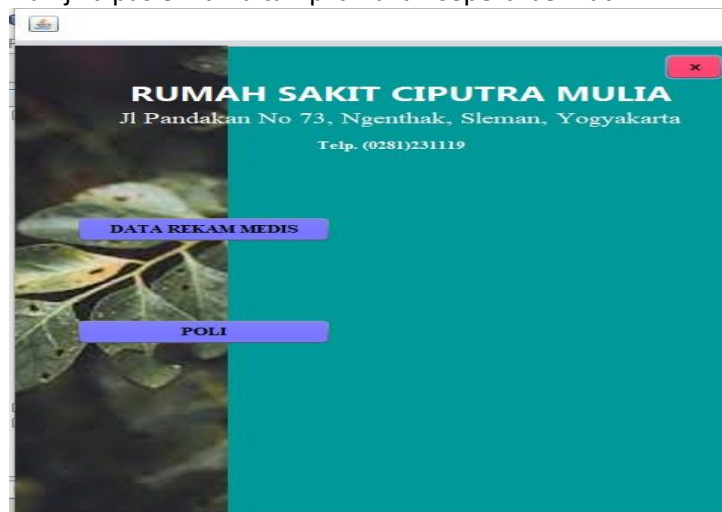 ×
RUMAH SAKIT CIPUTRA MULIA
Jl Pandakan No 73, Ngenthak, Sleman, Yogyakarta
Telp. (0281)231119
DATA REKAM MEDIS
POLI